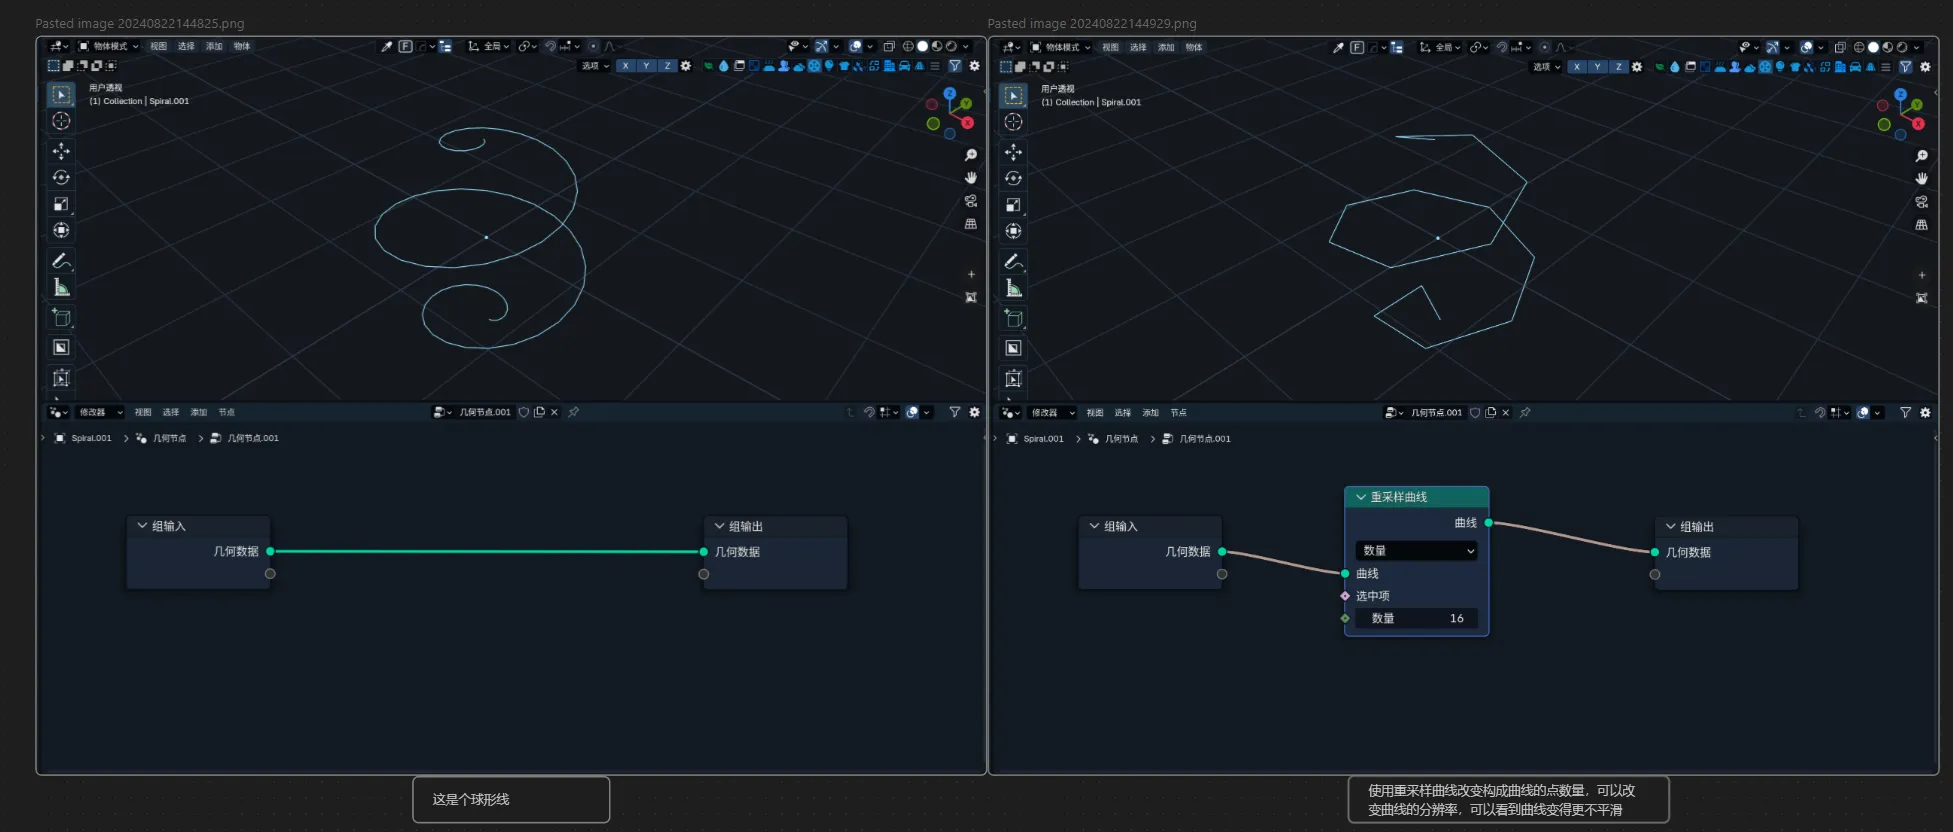 Pasted image 20240822144825.png
物体模式 视图 选择 添加 物体 F 全局
选项 X Y Z
用户透视
(1) Collection | Spiral.001
Z Y X
修改器 视图 选择 添加 节点 几何节点.001
Spiral.001 几何节点 几何节点.001
组输入
几何数据
组输出
几何数据
这是个球形线
Pasted image 20240822144929.png
物体模式 视图 选择 添加 物体 F 全局
选项 X Y Z
用户透视
(1) Collection | Spiral.001
Z Y X
修改器 视图 选择 添加 节点 几何节点.001
Spiral.001 几何节点 几何节点.001
组输入
几何数据
重采样曲线
曲线
数量
曲线
选中项
数量 16
组输出
几何数据
使用重采样曲线改变构成曲线的点数量，可以改
变曲线的分辨率，可以看到曲线变得更不平滑